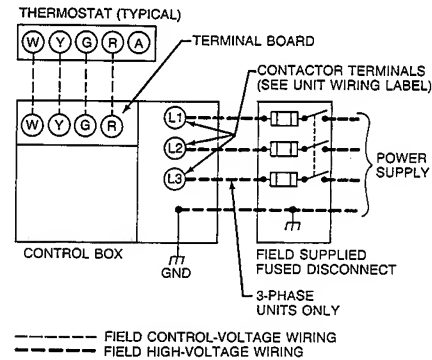 THERMOSTAT (TYPICAL)
W Y G R A
TERMINAL BOARD
CONTACTOR TERMINALS
(SEE UNIT WIRING LABEL)
W Y G R
L1
L2
L3
POWER
SUPPLY
CONTROL BOX
GND
FIELD SUPPLIED
FUSED DISCONNECT
3-PHASE
UNITS ONLY
FIELD CONTROL-VOLTAGE WIRING
FIELD HIGH-VOLTAGE WIRING